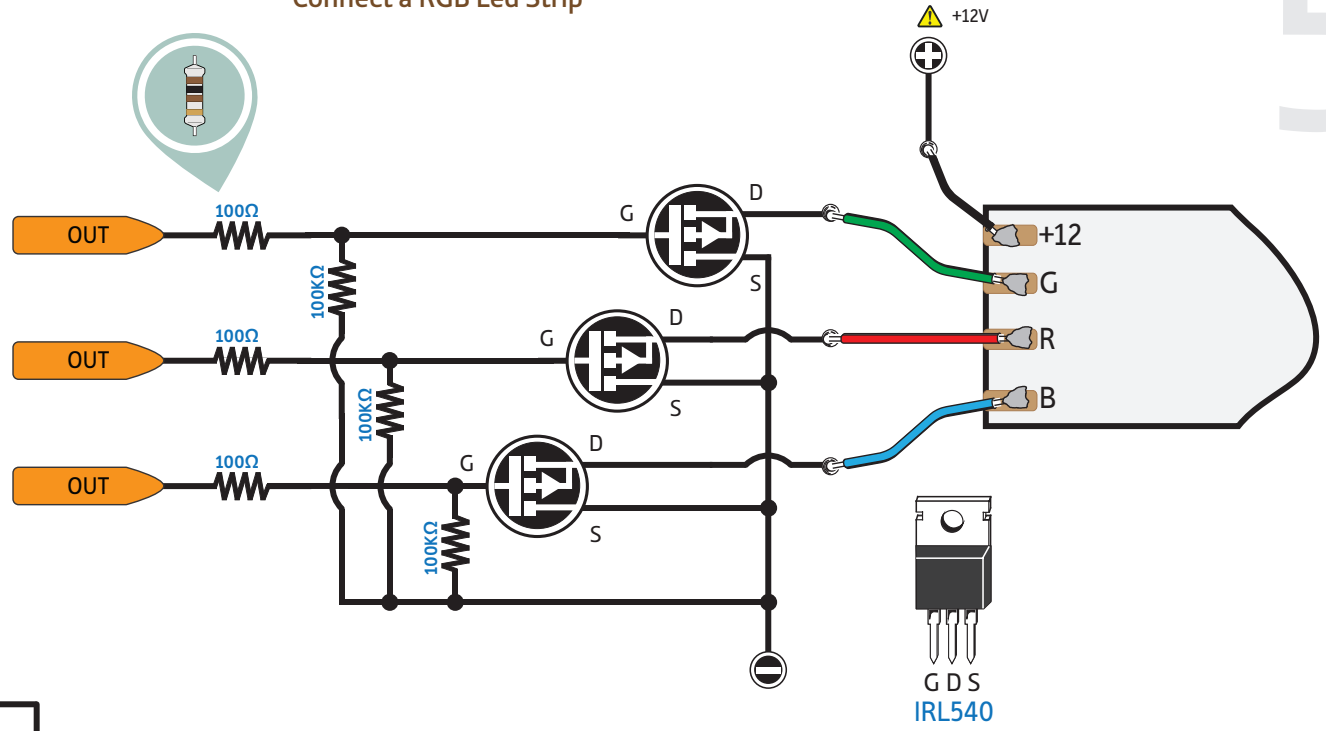 Connect a RGB Led Strip
+12V
100Ω
OUT
G
D
S
100KΩ
+12
G
R
B
100Ω
OUT
G
D
S
100KΩ
100Ω
OUT
G
D
S
100KΩ
G D S
IRL540